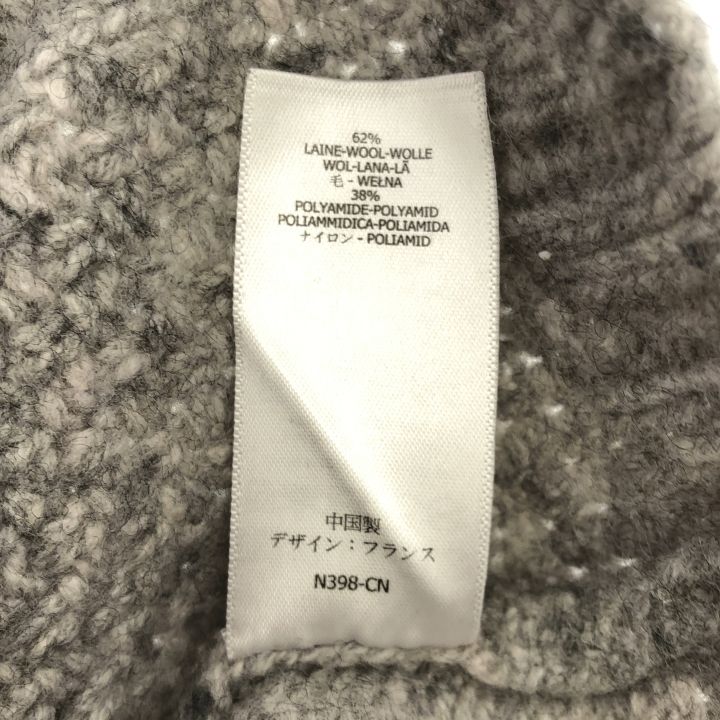 62%
LAINE-WOOL-WOLLE
WOL-LANA-LÃ
毛 - WEŁNA
38%
POLYAMIDE-POLYAMID
POLIAMMIDICA-POLIAMIDA
ナイロン - POLIAMID
中国製
デザイン：フランス
N398-CN